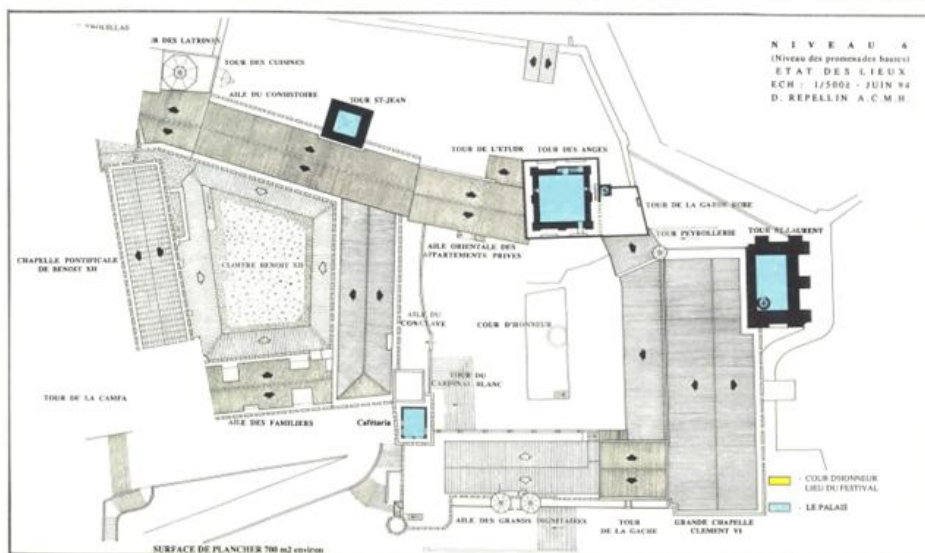 UR DES LATRINES
TOUR DES CUISINES
AILE DU CONSISTOIRE
TOUR ST-JEAN
NIVEAU 6
(Niveau des promenades hautes)
ETAT DES LIEUX
ECH : 1/500è - JUIN 94
D. REPELLIN A.C.M.H.
TOUR DE L'ETUDE
TOUR DES ANGES
TOUR DE LA GARDE ROBE
TOUR PEYROLLERIE
TOUR ST-LAURENT
AILE ORIENTALE DES
APPARTEMENTS PRIVES
CHAPELLE PONTIFICALE
DE BENOIT XII
CLOITRE BENOIT XII
AILE DU
CONCLAVE
COUR D'HONNEUR
TOUR DU
CARDINAL BLANC
TOUR DE LA CAMPA
AILE DES FAMILIERS
Cafétaria
- COUR D'HONNEUR
LIEU DU FESTIVAL
- LE PALAIS
AILE DES GRANDS DIGNITAIRES
TOUR
DE LA GACHE
GRANDE CHAPELLE
CLEMENT VI
SURFACE DE PLANCHER 700 m2 environ